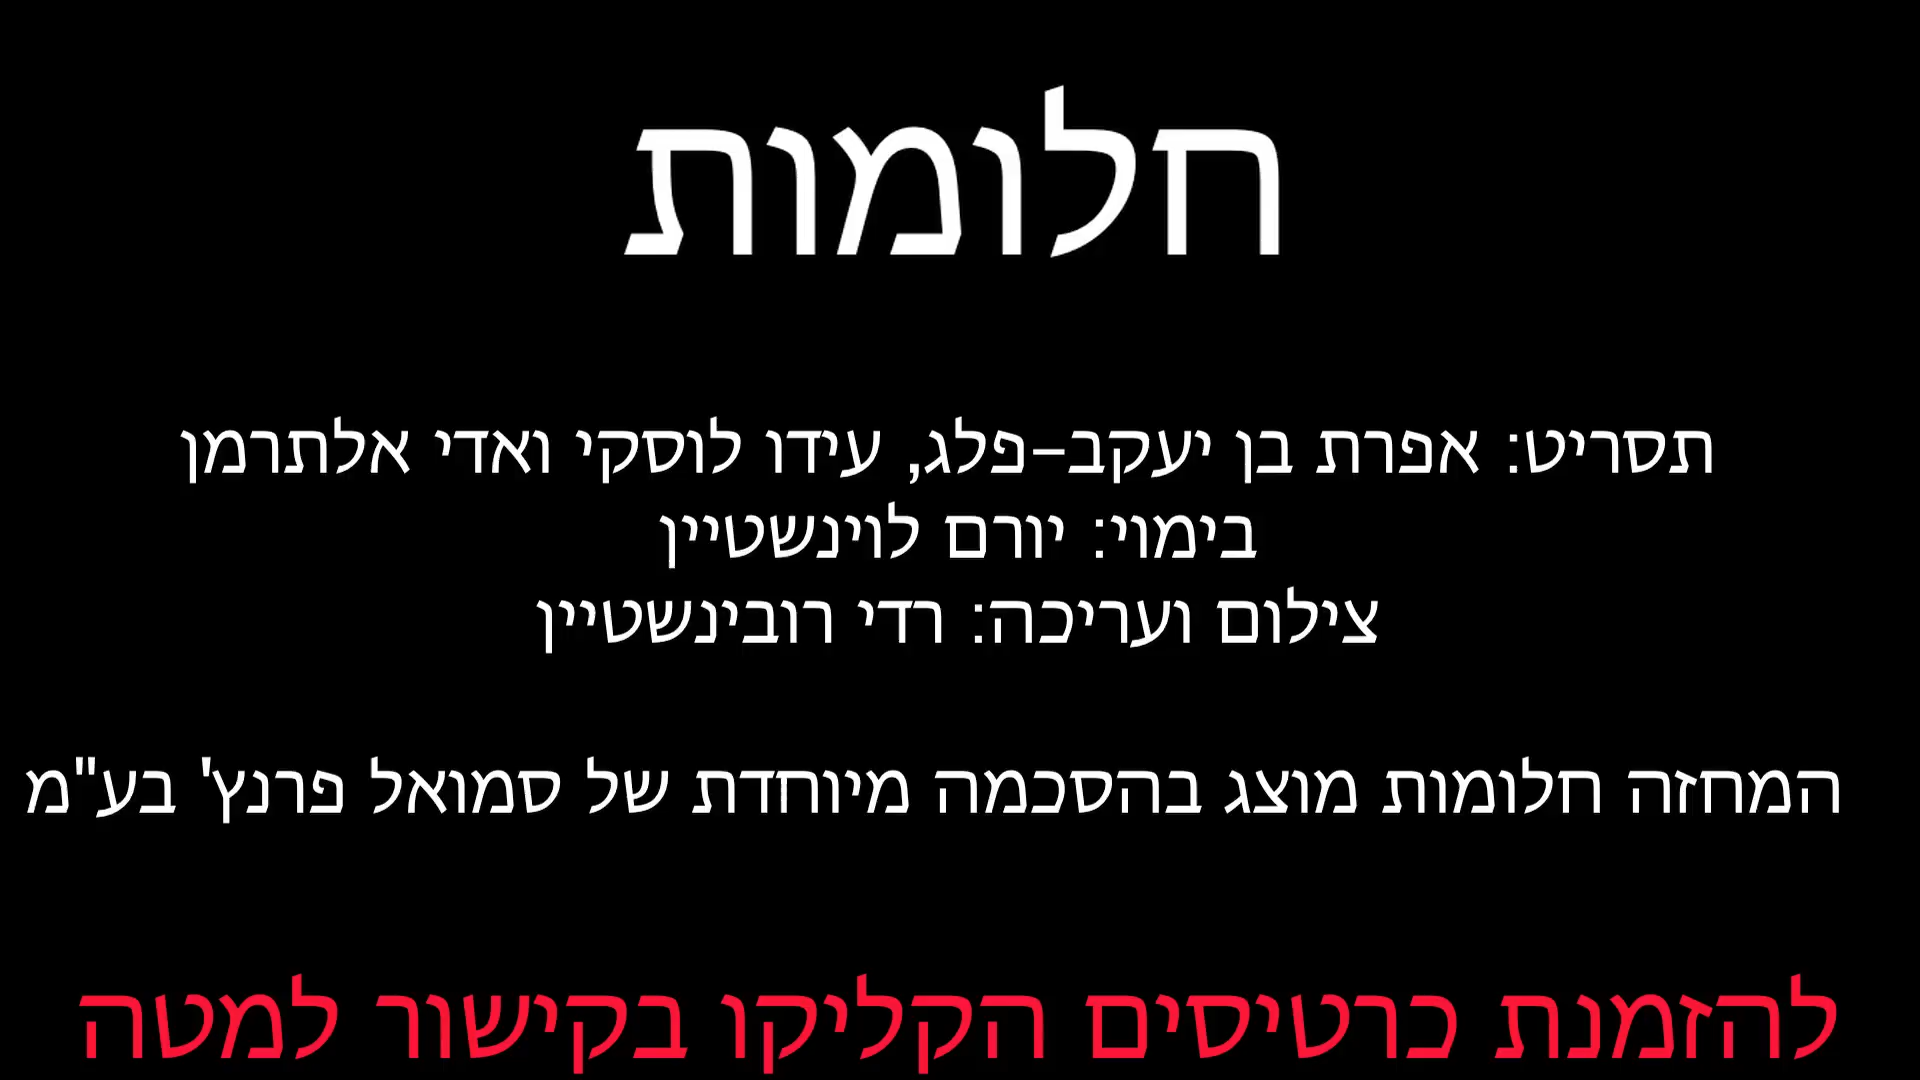 חלומות
תסריט: אפרת בן יעקב-פלג, עידו לוסקי ואדי אלתרמן
בימוי: יורם לוינשטיין
צילום ועריכה: רדי רובינשטיין
המחזה חלומות מוצג בהסכמה מיוחדת של סמואל פרנץ' בע"מ
להזמנת כרטיסים הקליקו בקישור למטה